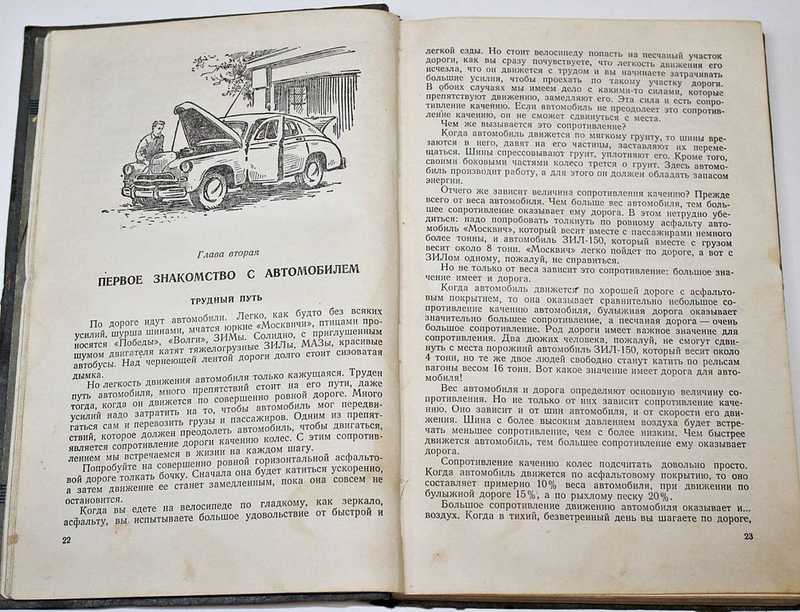 Глава вторая
ПЕРВОЕ ЗНАКОМСТВО С АВТОМОБИЛЕМ
ТРУДНЫЙ ПУТЬ
По дороге идут автомобили. Легко, как будто без всяких
усилий, шурша шинами, мчатся юркие «Москвичи», птицами про-
носятся «Победы», «Волги», ЗИМы. Солидно, с приглушенным
шумом двигателя катят тяжелогрузные ЗИЛы, МАЗы, красивые
автобусы. Над чернеющей лентой дороги долго стоит сизоватая
дымка.
Но легкость движения автомобиля только кажущаяся. Труден
путь автомобиля, много препятствий стоит на его пути, даже
тогда, когда он движется по совершенно ровной дороге. Много
усилий надо затратить на то, чтобы автомобиль мог передви-
гаться сам и перевозить грузы и пассажиров. Одним из препят-
ствий, которое должен преодолеть автомобиль, чтобы двигаться,
является сопротивление дороги качению колес. С этим сопротив-
лением мы встречаемся в жизни на каждом шагу.
Попробуйте на совершенно ровной горизонтальной асфальто-
вой дороге толкать бочку. Сначала она будет катиться ускоренно,
а затем движение ее станет замедленным, пока она совсем не
остановится.
Когда вы едете на велосипеде по гладкому, как зеркало,
асфальту, вы испытываете большое удовольствие от быстрой и
22
легкой езды. Но стоит велосипеду попасть на песчаный участок
дороги, как вы сразу почувствуете, что легкость движения его
исчезла, что он движется с трудом и вы начинаете затрачивать
большие усилия, чтобы проехать по такому участку дороги.
В обоих случаях мы имеем дело с какими-то силами, которые
препятствуют движению, замедляют его. Эта сила и есть сопро-
тивление качению. Если автомобиль не преодолеет это сопротив-
ление качению, он не сможет сдвинуться с места.
Чем же вызывается это сопротивление?
Когда автомобиль движется по мягкому грунту, то шины вре-
заются в него, давят на его частицы, заставляют их переме-
щаться. Шины спрессовывают грунт, уплотняют его. Кроме того,
своими боковыми частями колесо трется о грунт. Здесь автомо-
биль производит работу, а для этого он должен обладать запасом
энергии.
Отчего же зависит величина сопротивления качению? Прежде
всего от веса автомобиля. Чем больше вес автомобиля, тем боль-
шее сопротивление оказывает ему дорога. В этом нетрудно убе-
диться: надо попробовать толкнуть по ровному асфальту авто-
мобиль «Москвич», который весит вместе с пассажирами немного
более тонны, и автомобиль ЗИЛ-150, который вместе с грузом
весит около 8 тонн. «Москвич» легко пойдет по дороге, а вот с
ЗИЛом одному, пожалуй, не справиться.
Но не только от веса зависит это сопротивление: большое зна-
чение имеет и дорога.
Когда автомобиль движется по хорошей дороге с асфальто-
вым покрытием, то она оказывает сравнительно небольшое со-
противление качению автомобиля, булыжная дорога оказывает
значительно большее сопротивление, а песчаная дорога — очень
большое сопротивление. Род дороги имеет важное значение для
сопротивления. Два дюжих человека, пожалуй, не смогут сдви-
нуть с места порожний автомобиль ЗИЛ-150, который весит около
4 тонн, но те же двое людей свободно станут катить по рельсам
вагоны весом 16 тонн. Вот какое значение имеет дорога для авто-
мобиля!
Вес автомобиля и дорога определяют основную величину со-
противления. Но не только от них зависит сопротивление каче-
нию. Оно зависит и от шин автомобиля, и от скорости его дви-
жения. Шина с более высоким давлением воздуха будет встре-
чать меньшее сопротивление, чем с более низким. Чем быстрее
движется автомобиль, тем большее сопротивление ему оказывает
дорога.
Сопротивление качению колес подсчитать довольно просто.
Когда автомобиль движется по асфальтовому покрытию, то оно
составляет примерно 10% веса автомобиля, при движении по
булыжной дороге 15%, а по рыхлому песку 20%.
Большое сопротивление движению автомобиля оказывает и...
воздух. Когда в тихий, безветренный день вы шагаете по дороге,
23